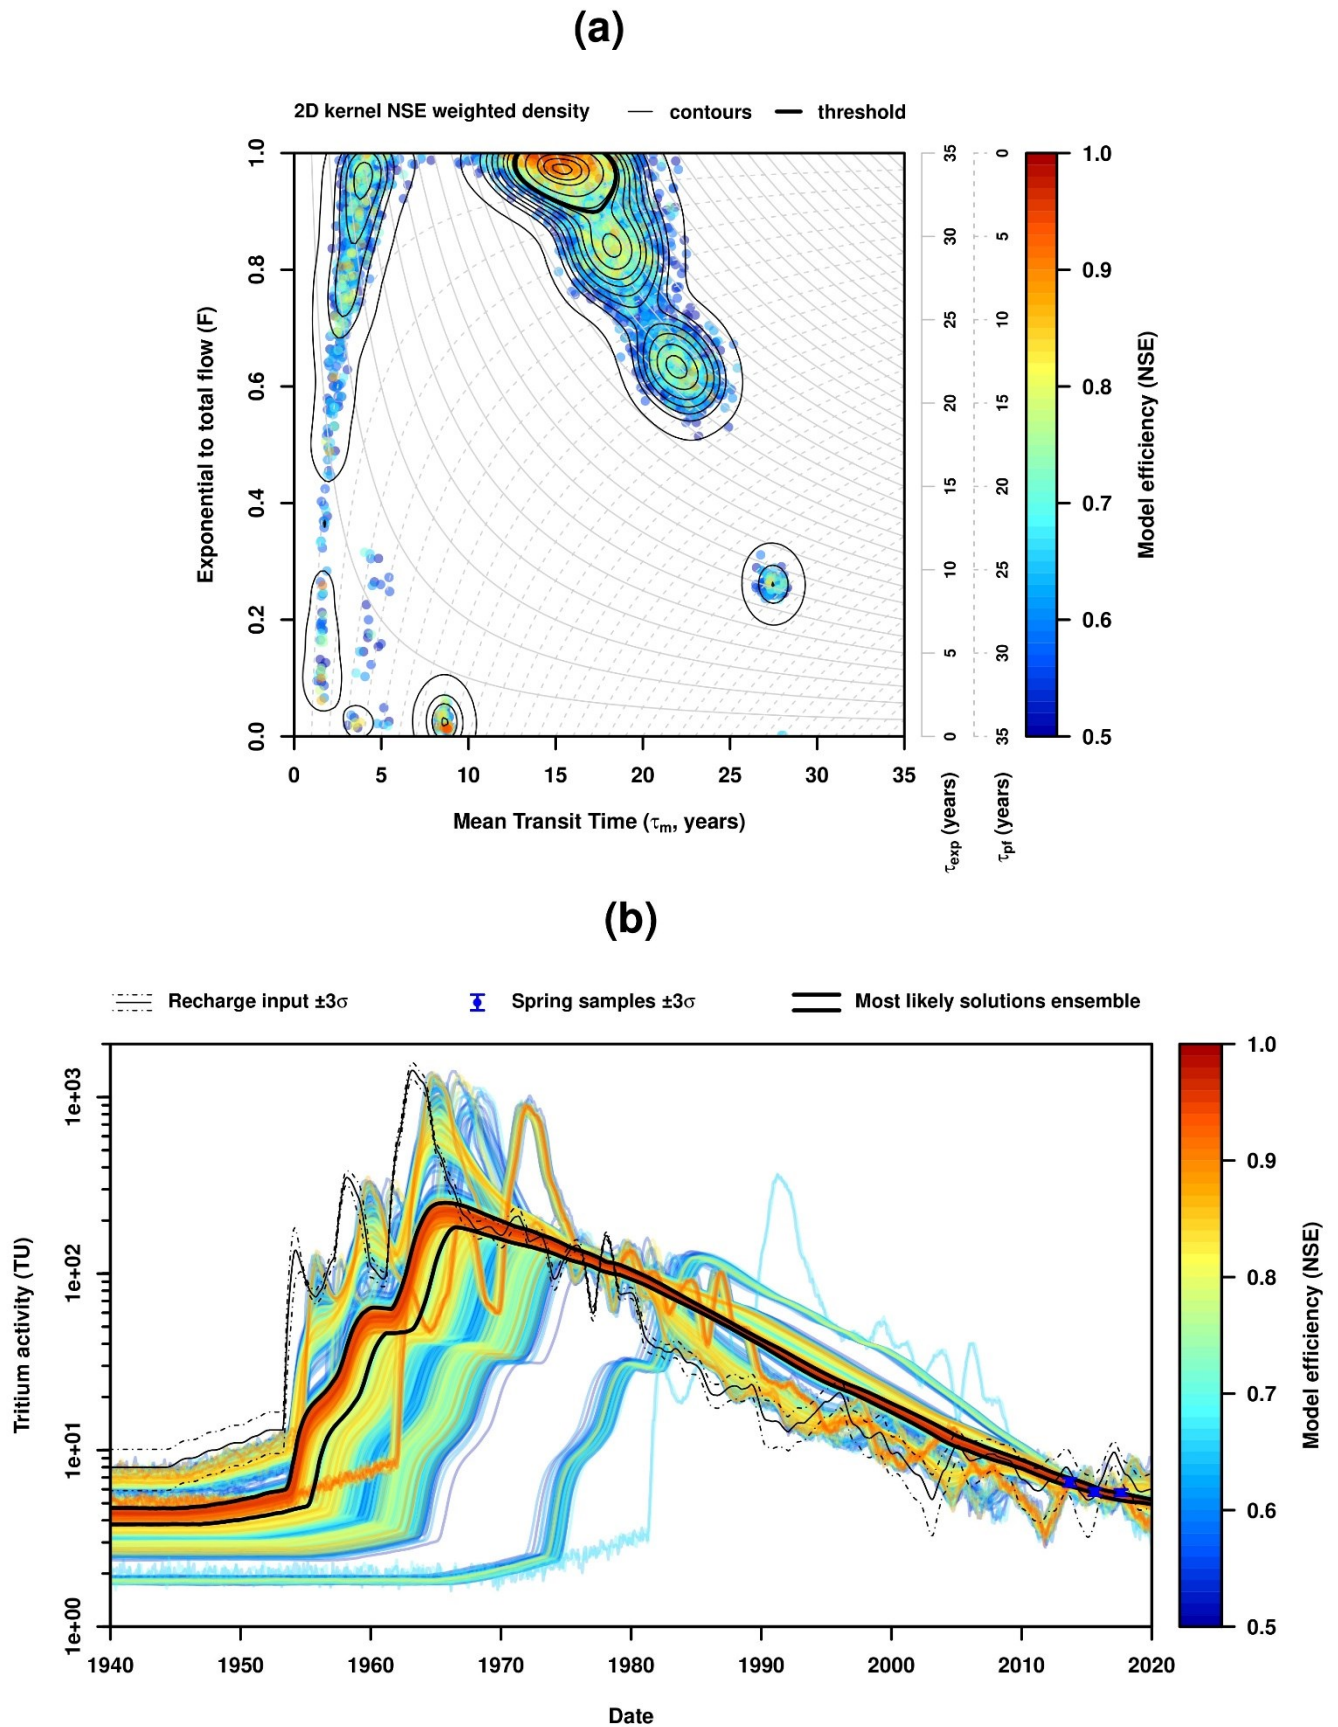 (a)
2D kernel NSE weighted density — contours — threshold
Exponential to total flow (F)
1.0
0.8
0.6
0.4
0.2
0.0
0 5 10 15 20 25 30 35
Mean Transit Time (τm, years)
35
30
25
20
15
10
5
0
τexp (years)
0
5
10
15
20
25
30
35
τpf (years)
1.0
0.9
0.8
0.7
0.6
0.5
Model efficiency (NSE)
(b)
Recharge input ±3σ Spring samples ±3σ Most likely solutions ensemble
Tritium activity (TU)
1e+03
1e+02
1e+01
1e+00
1940 1950 1960 1970 1980 1990 2000 2010 2020
Date
1.0
0.9
0.8
0.7
0.6
0.5
Model efficiency (NSE)